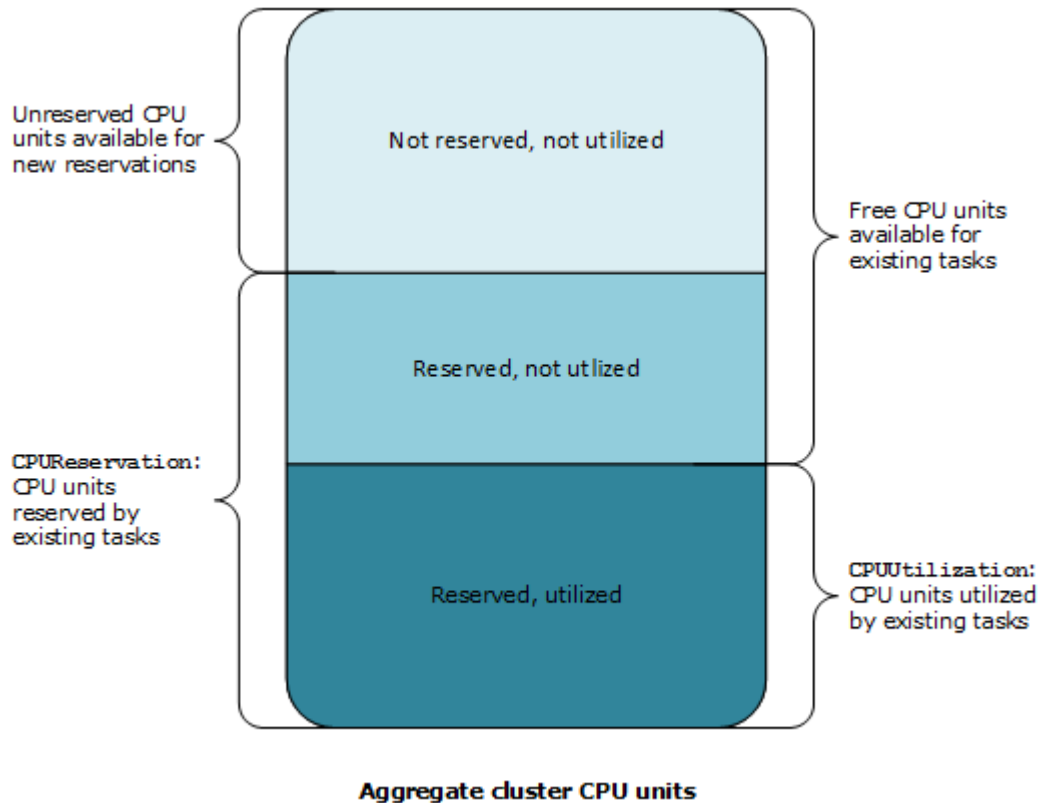 Unreserved CPU
units available for
new reservations
Not reserved, not utilized
Free CPU units
available for
existing tasks
Reserved, not utlized
CPUReservation:
CPU units
reserved by
existing tasks
Reserved, utilized
CPUUtilization:
CPU units utilized
by existing tasks
Aggregate cluster CPU units